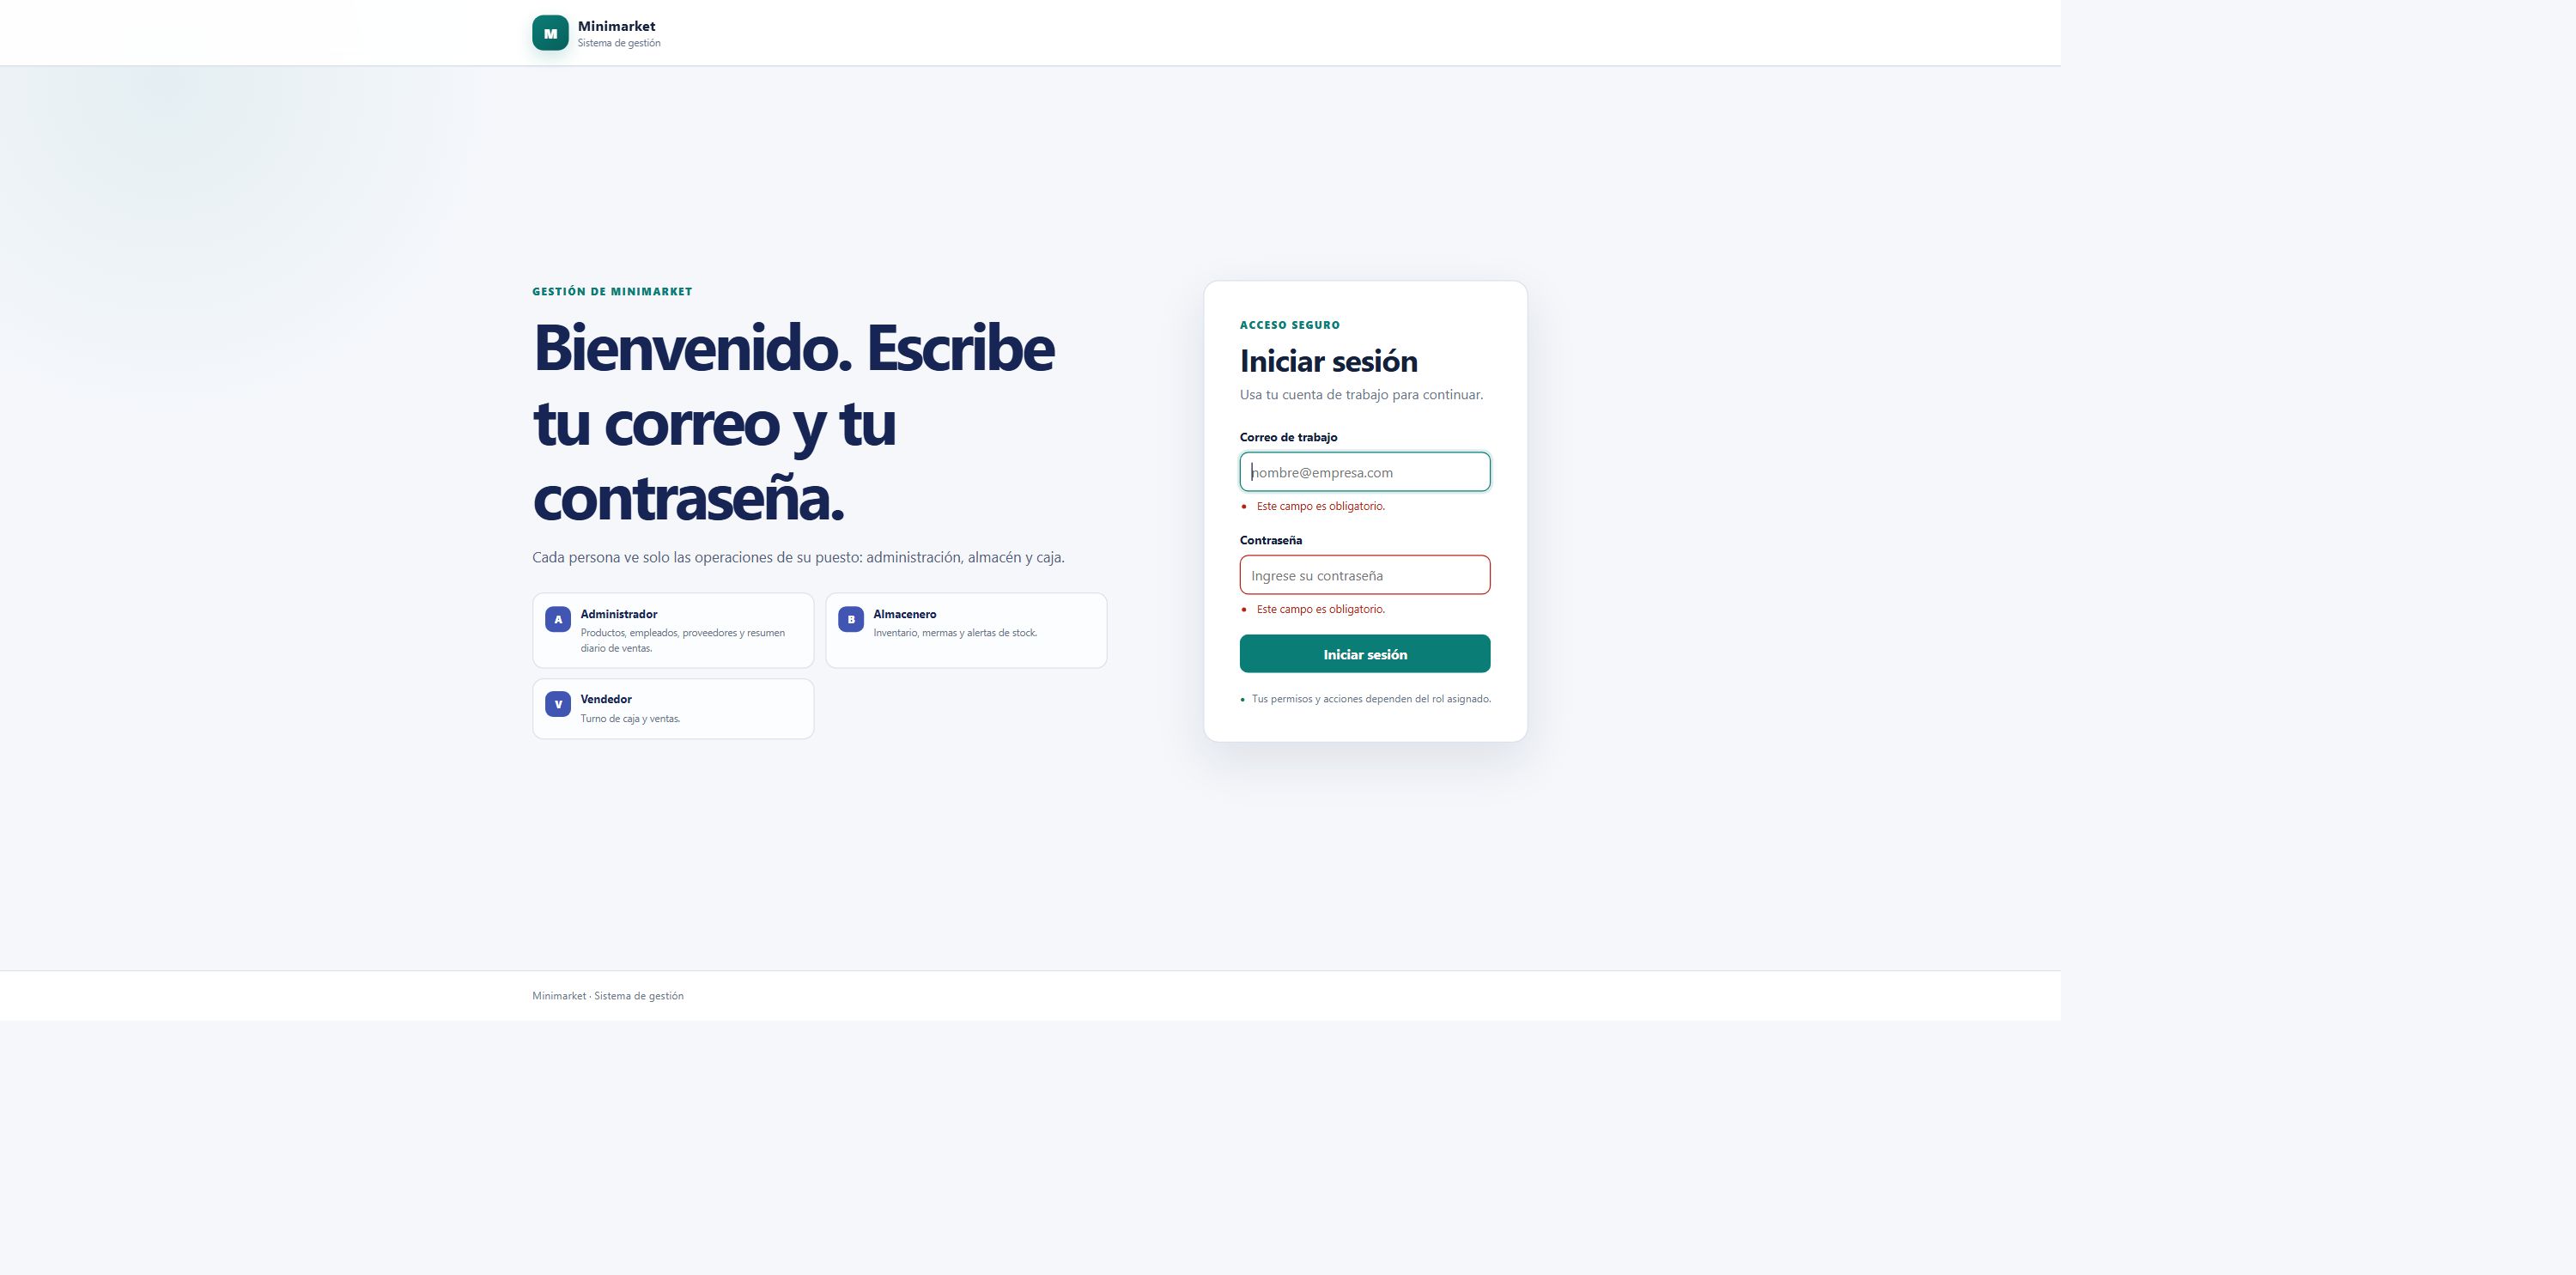 M
Minimarket
Sistema de gestión
GESTIÓN DE MINIMARKET
Bienvenido. Escribe
tu correo y tu
contraseña.
Cada persona ve solo las operaciones de su puesto: administración, almacén y caja.
A
Administrador
Productos, empleados, proveedores y resumen
diario de ventas.
B
Almacenero
Inventario, mermas y alertas de stock.
V
Vendedor
Turno de caja y ventas.
ACCESO SEGURO
Iniciar sesión
Usa tu cuenta de trabajo para continuar.
Correo de trabajo
nombre@empresa.com
• Este campo es obligatorio.
Contraseña
Ingrese su contraseña
• Este campo es obligatorio.
Iniciar sesión
• Tus permisos y acciones dependen del rol asignado.
Minimarket · Sistema de gestión